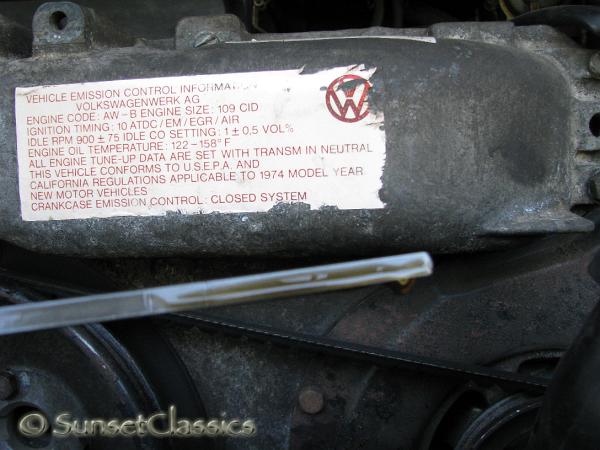 VEHICLE EMISSION CONTROL INFORMATION
VOLKSWAGENWERK AG
ENGINE CODE: AW-B ENGINE SIZE: 109 CID
IGNITION TIMING: 10 ATDC / EM / EGR / AIR
IDLE RPM 900 ± 75 IDLE CO SETTING: 1 ± 0,5 VOL%
ENGINE OIL TEMPERATURE: 122-158° F
ALL ENGINE TUNE-UP DATA ARE SET WITH TRANSM IN NEUTRAL
THIS VEHICLE CONFORMS TO U.S.E.P.A. AND
CALIFORNIA REGULATIONS APPLICABLE TO 1974 MODEL YEAR
NEW MOTOR VEHICLES
CRANKCASE EMISSION CONTROL: CLOSED SYSTEM
VW
© SunsetClassics